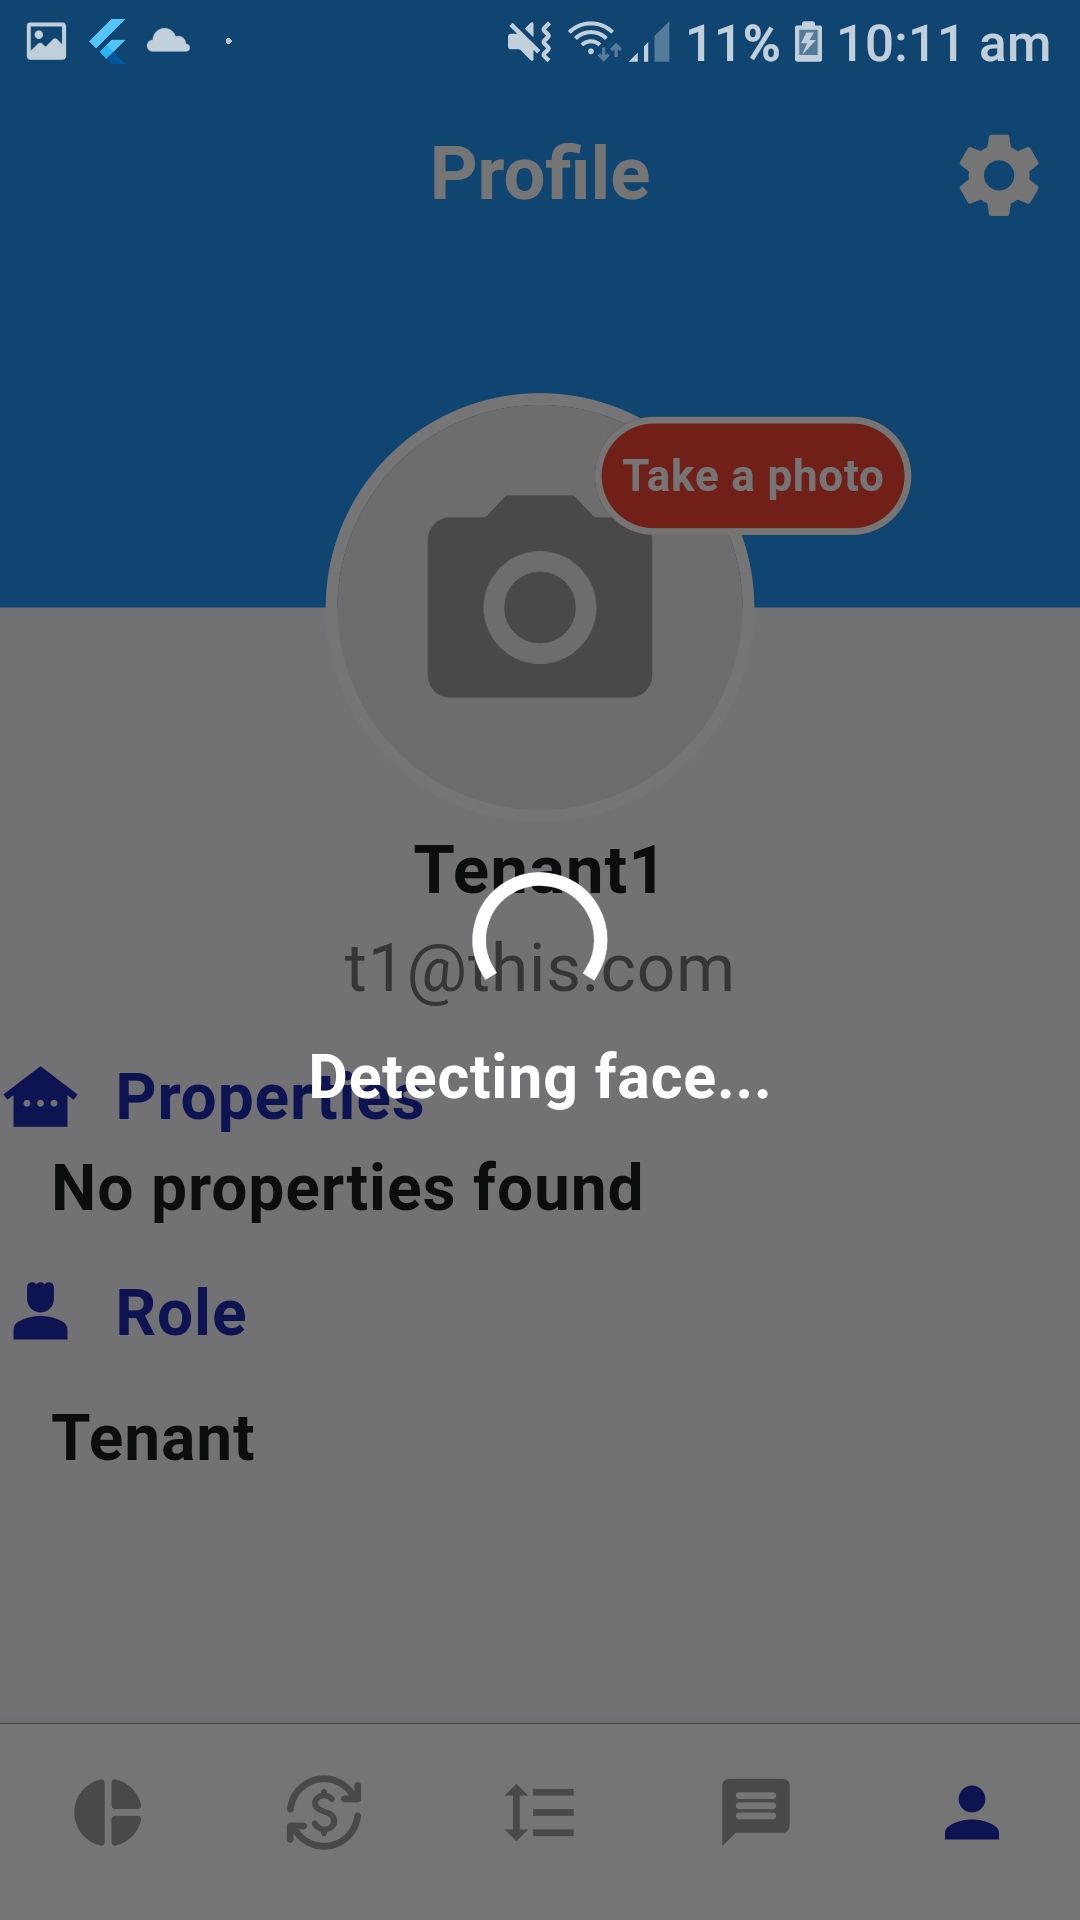 11% 10:11 am
Profile
Take a photo
Tenant1
t1@this.com
Detecting face...
Properties
No properties found
Role
Tenant